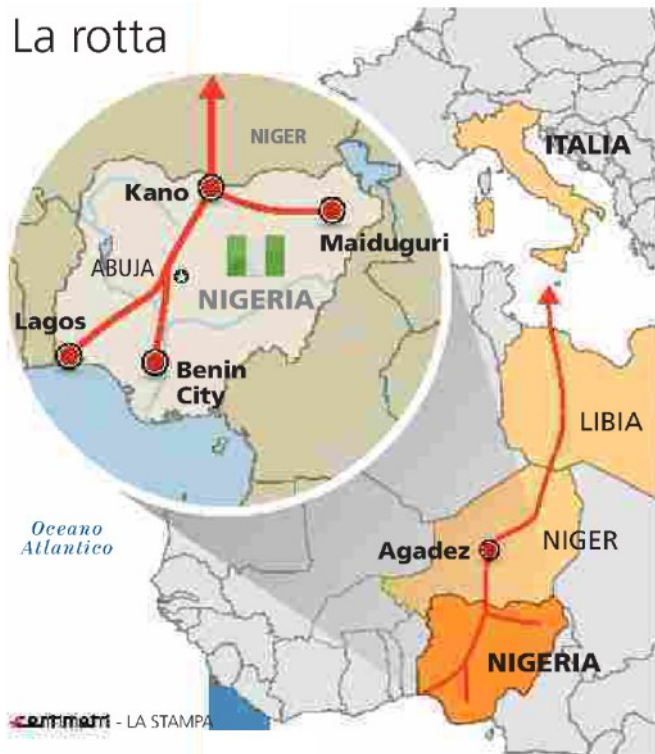 La rotta
NIGER
Kano
Maiduguri
ABUJA
NIGERIA
Lagos
Benin
City
ITALIA
LIBIA
Oceano
Atlantico
Agadez
NIGER
NIGERIA
- LA STAMPA